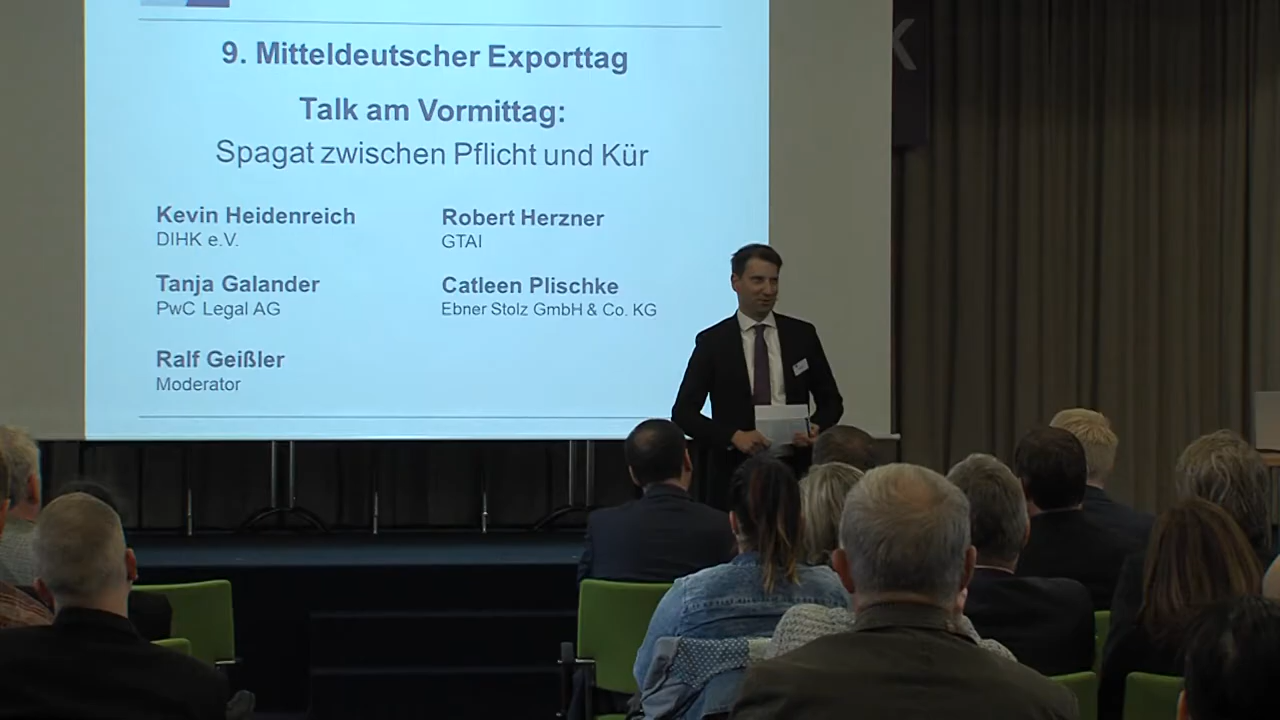 9. Mitteldeutscher Exporttag
Talk am Vormittag:
Spagat zwischen Pflicht und Kür
Kevin Heidenreich
DIHK e.V.
Robert Herzner
GTAI
Tanja Galander
PwC Legal AG
Catleen Plischke
Ebner Stolz GmbH & Co. KG
Ralf Geißler
Moderator
K